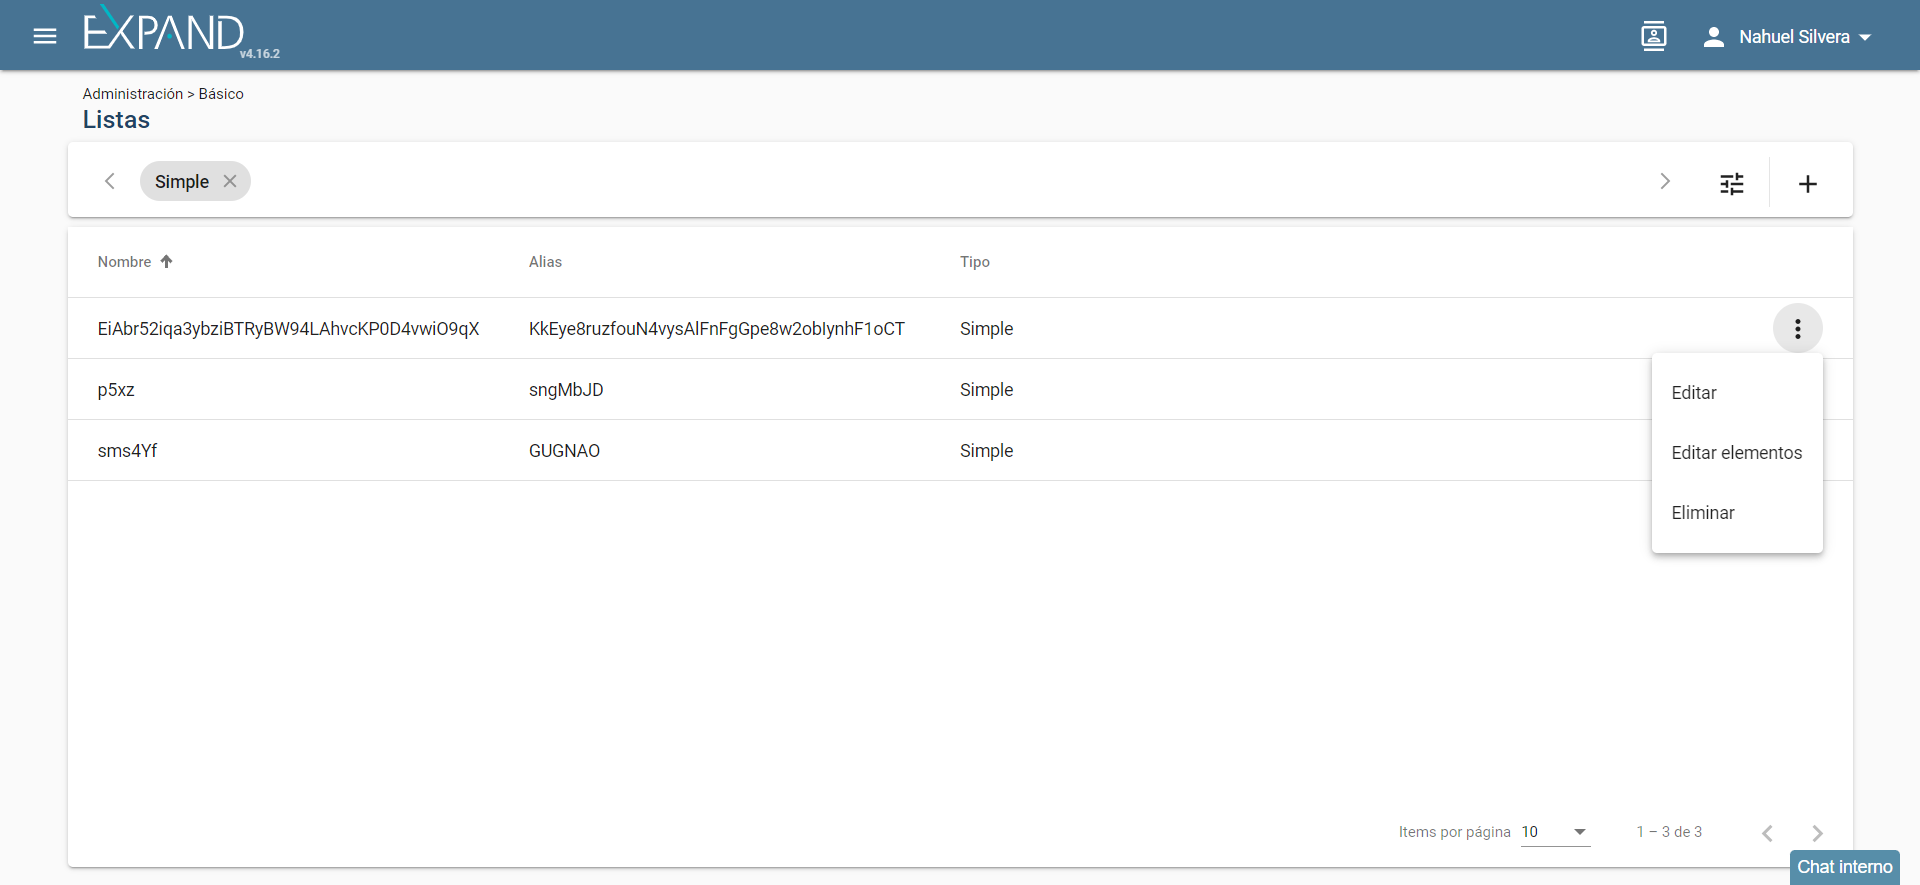 EXPAND
v4.16.2
Nahuel Silvera
Administración > Básico
Listas
Simple
Nombre Alias Tipo
EiAbr52iqa3ybziBTRyBW94LAhvcKP0D4vwiO9qX KkEye8ruzfouN4vysAlFnFgGpe8w2obIynhF1oCT Simple
p5xz sngMbJD Simple
sms4Yf GUGNAO Simple
Editar
Editar elementos
Eliminar
Items por página 10 1 – 3 de 3
Chat interno